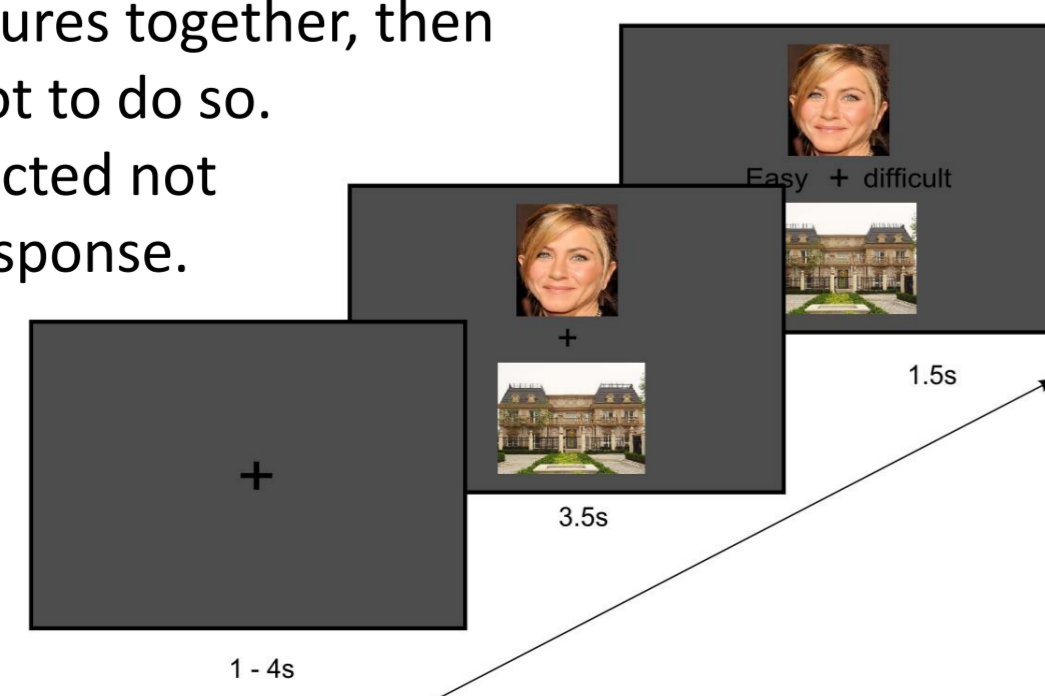 ures together, then
ot to do so.
cted not
sponse.
Easy + difficult
+
+
1.5s
3.5s
1 - 4s